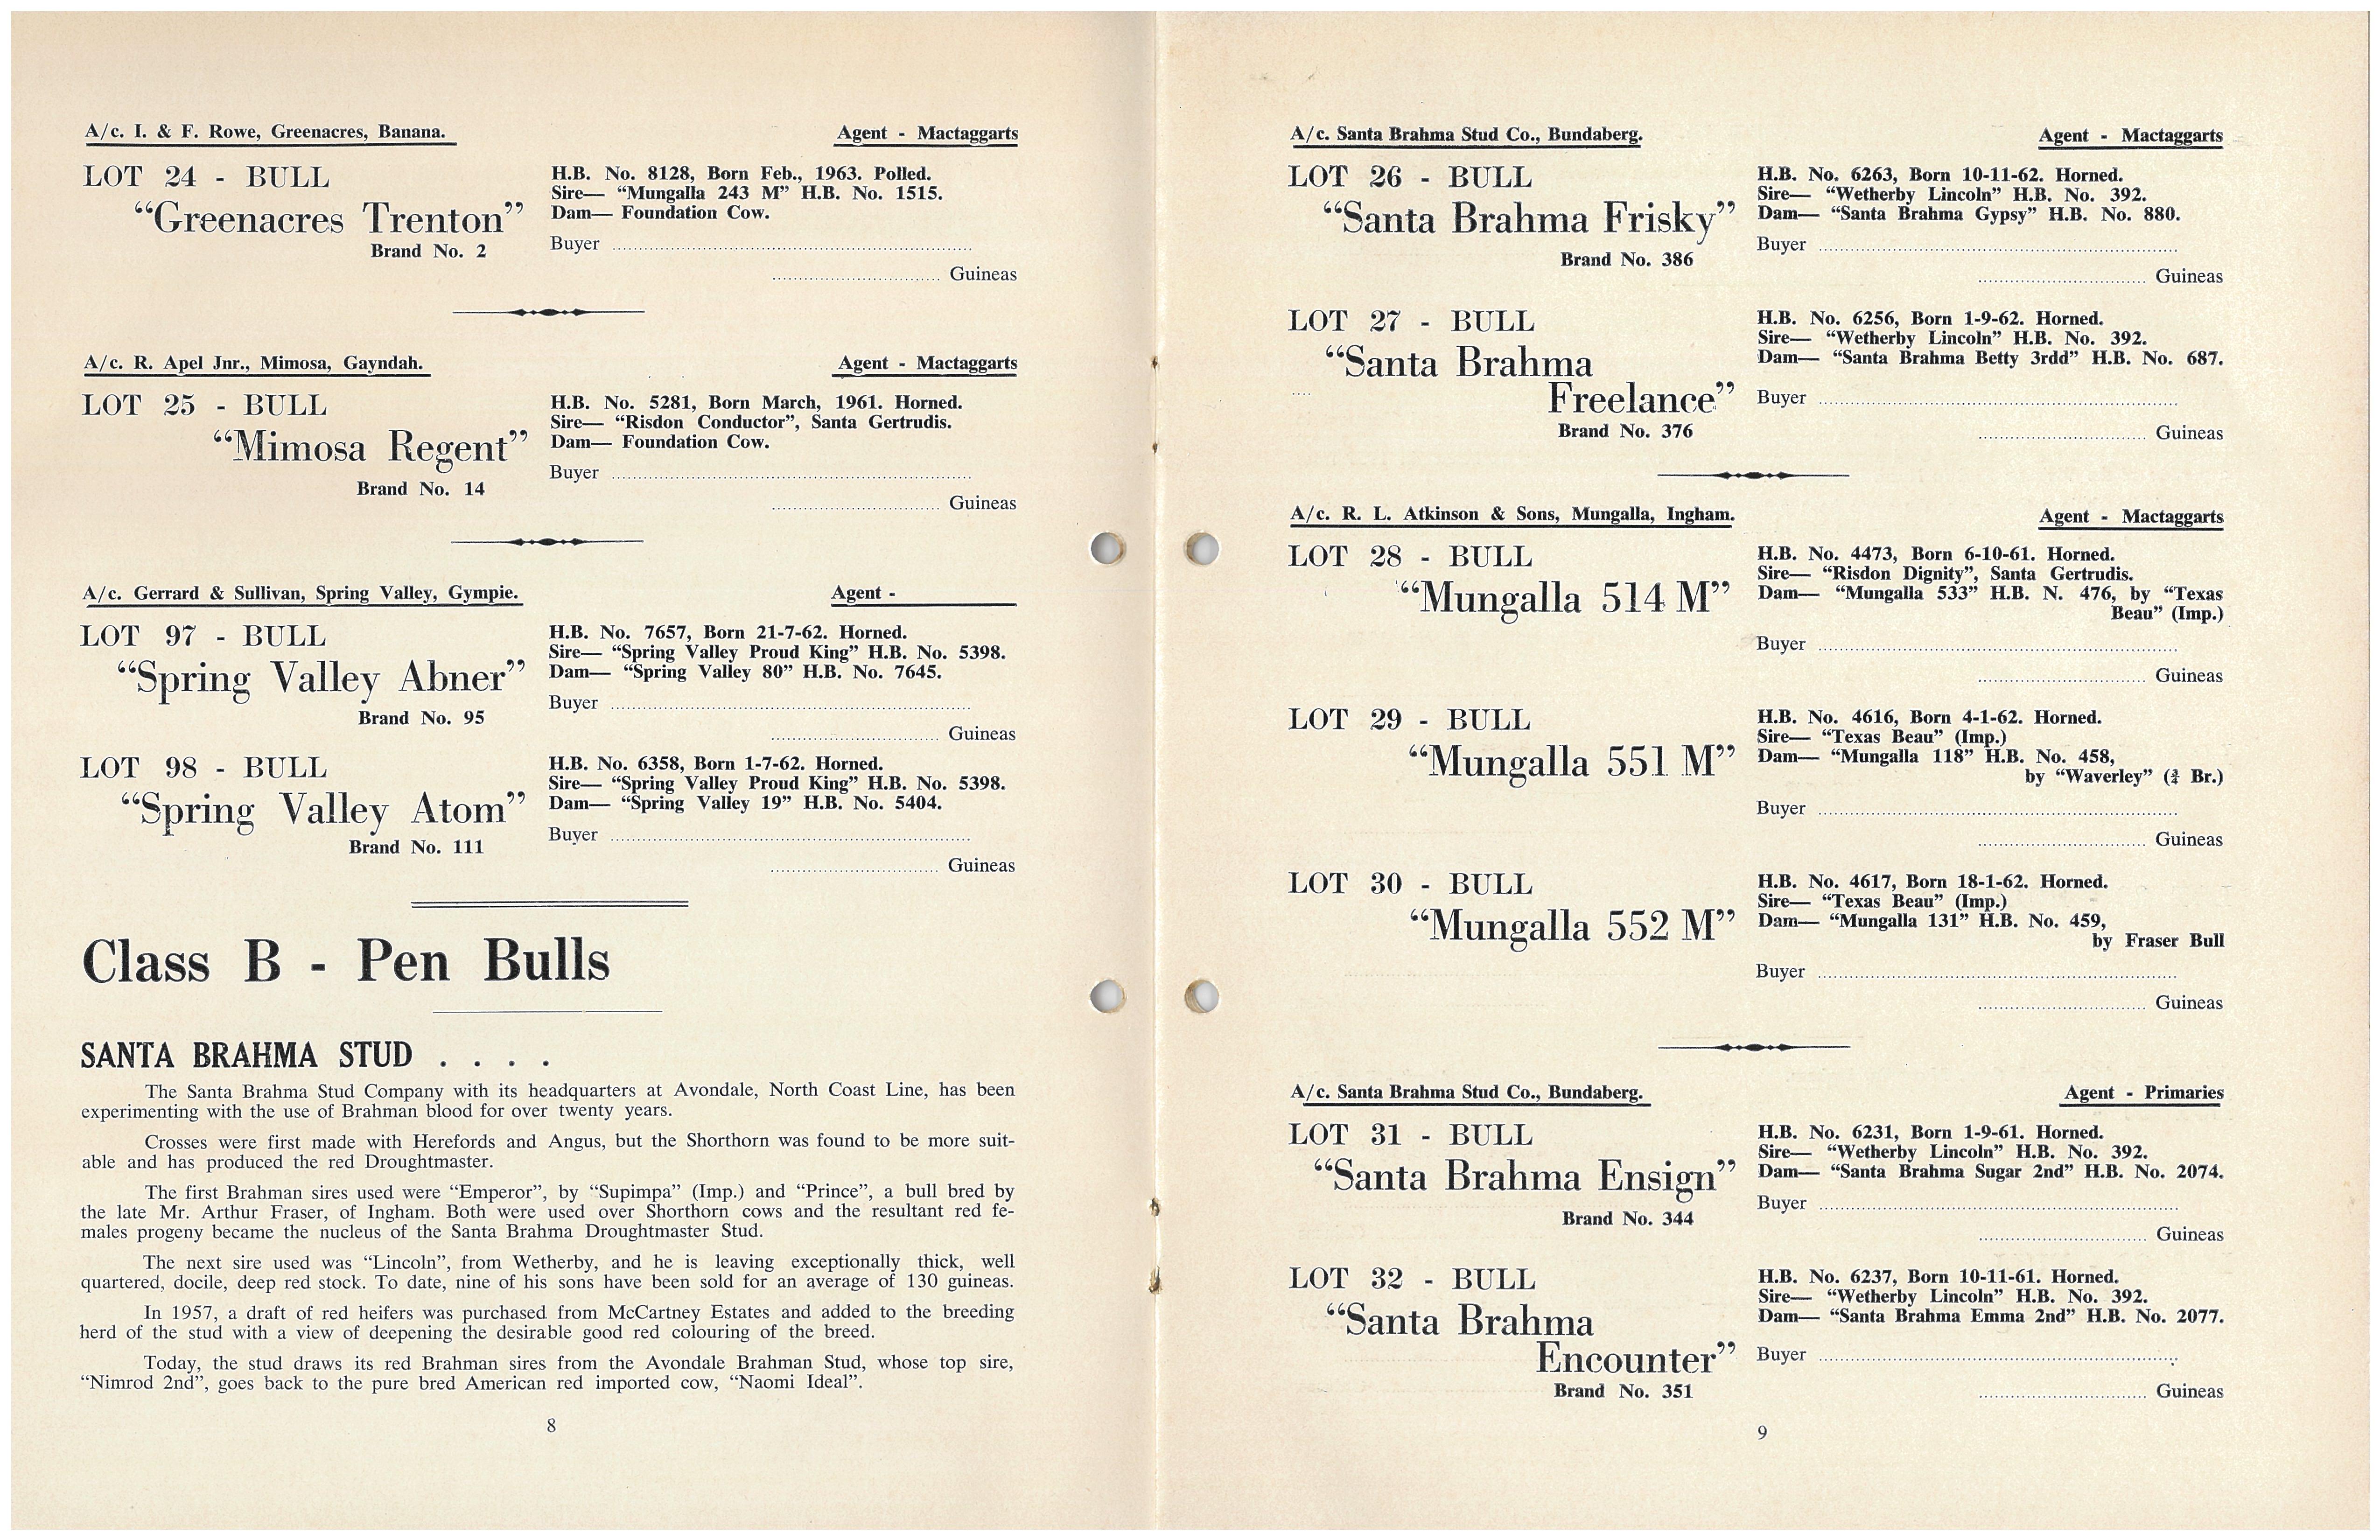 A/c. I. & F. Rowe, Greenacres, Banana. Agent - Mactaggarts
LOT 24 - BULL
"Greenacres Trenton"
Brand No. 2
H.B. No. 8128, Born Feb., 1963. Polled.
Sire— "Mungalla 243 M" H.B. No. 1515.
Dam— Foundation Cow.
Buyer ........................................
.............................. Guineas
A/c. R. Apel Jnr., Mimosa, Gayndah. Agent - Mactaggarts
LOT 25 - BULL
"Mimosa Regent"
Brand No. 14
H.B. No. 5281, Born March, 1961. Horned.
Sire— "Risdon Conductor", Santa Gertrudis.
Dam— Foundation Cow.
Buyer ........................................
.............................. Guineas
A/c. Gerrard & Sullivan, Spring Valley, Gympie. Agent -
LOT 97 - BULL
"Spring Valley Abner"
Brand No. 95
H.B. No. 7657, Born 21-7-62. Horned.
Sire— "Spring Valley Proud King" H.B. No. 5398.
Dam— "Spring Valley 80" H.B. No. 7645.
Buyer ........................................
.............................. Guineas
LOT 98 - BULL
"Spring Valley Atom"
Brand No. 111
H.B. No. 6358, Born 1-7-62. Horned.
Sire— "Spring Valley Proud King" H.B. No. 5398.
Dam— "Spring Valley 19" H.B. No. 5404.
Buyer ........................................
.............................. Guineas
Class B - Pen Bulls
SANTA BRAHMA STUD . . . .
The Santa Brahma Stud Company with its headquarters at Avondale, North Coast Line, has been
experimenting with the use of Brahman blood for over twenty years.
Crosses were first made with Herefords and Angus, but the Shorthorn was found to be more suit-
able and has produced the red Droughtmaster.
The first Brahman sires used were "Emperor", by "Supimpa" (Imp.) and "Prince", a bull bred by
the late Mr. Arthur Fraser, of Ingham. Both were used over Shorthorn cows and the resultant red fe-
males progeny became the nucleus of the Santa Brahma Droughtmaster Stud.
The next sire used was "Lincoln", from Wetherby, and he is leaving exceptionally thick, well
quartered, docile, deep red stock. To date, nine of his sons have been sold for an average of 130 guineas.
In 1957, a draft of red heifers was purchased from McCartney Estates and added to the breeding
herd of the stud with a view of deepening the desirable good red colouring of the breed.
Today, the stud draws its red Brahman sires from the Avondale Brahman Stud, whose top sire,
"Nimrod 2nd", goes back to the pure bred American red imported cow, "Naomi Ideal".
8
A/c. Santa Brahma Stud Co., Bundaberg. Agent - Mactaggarts
LOT 26 - BULL
"Santa Brahma Frisky"
Brand No. 386
H.B. No. 6263, Born 10-11-62. Horned.
Sire— "Wetherby Lincoln" H.B. No. 392.
Dam— "Santa Brahma Gypsy" H.B. No. 880.
Buyer ........................................
.............................. Guineas
LOT 27 - BULL
"Santa Brahma
Freelance"
Brand No. 376
H.B. No. 6256, Born 1-9-62. Horned.
Sire— "Wetherby Lincoln" H.B. No. 392.
Dam— "Santa Brahma Betty 3rdd" H.B. No. 687.
Buyer ........................................
.............................. Guineas
A/c. R. L. Atkinson & Sons, Mungalla, Ingham. Agent - Mactaggarts
LOT 28 - BULL
"Mungalla 514 M"
H.B. No. 4473, Born 6-10-61. Horned.
Sire— "Risdon Dignity", Santa Gertrudis.
Dam— "Mungalla 533" H.B. N. 476, by "Texas
Beau" (Imp.)
Buyer ........................................
.............................. Guineas
LOT 29 - BULL
"Mungalla 551 M"
H.B. No. 4616, Born 4-1-62. Horned.
Sire— "Texas Beau" (Imp.)
Dam— "Mungalla 118" H.B. No. 458,
by "Waverley" (¾ Br.)
Buyer ........................................
.............................. Guineas
LOT 30 - BULL
"Mungalla 552 M"
H.B. No. 4617, Born 18-1-62. Horned.
Sire— "Texas Beau" (Imp.)
Dam— "Mungalla 131" H.B. No. 459,
by Fraser Bull
Buyer ........................................
.............................. Guineas
A/c. Santa Brahma Stud Co., Bundaberg. Agent - Primaries
LOT 31 - BULL
"Santa Brahma Ensign"
Brand No. 344
H.B. No. 6231, Born 1-9-61. Horned.
Sire— "Wetherby Lincoln" H.B. No. 392.
Dam— "Santa Brahma Sugar 2nd" H.B. No. 2074.
Buyer ........................................
.............................. Guineas
LOT 32 - BULL
"Santa Brahma
Encounter"
Brand No. 351
H.B. No. 6237, Born 10-11-61. Horned.
Sire— "Wetherby Lincoln" H.B. No. 392.
Dam— "Santa Brahma Emma 2nd" H.B. No. 2077.
Buyer ........................................
.............................. Guineas
9